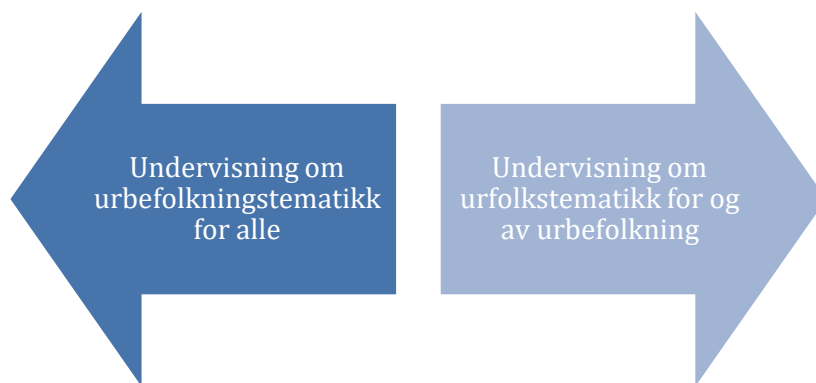 Undervisning om
urbefolkningstematikk
for alle
Undervisning om
urfolkstematikk for og
av urbefolkning